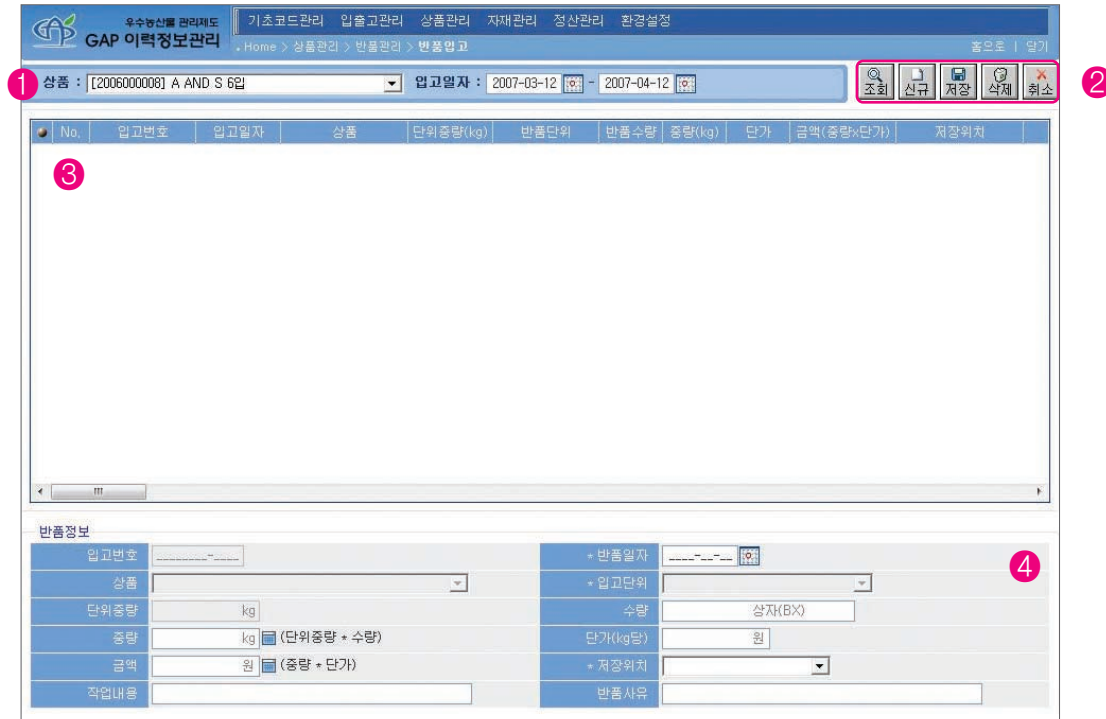 우수농산물 관리제도
GAP 이력정보관리
기초코드관리 입출고관리 상품관리 자재관리 정산관리 환경설정
. Home > 상품관리 > 반품관리 > 반품입고
홈으로 | 닫기
1 상품 : [2006000008] A AND S 6입 입고일자 : 2007-03-12 - 2007-04-12
조회 신규 저장 삭제 취소 2
No. 입고번호 입고일자 상품 단위중량(kg) 반품단위 반품수량 중량(kg) 단가 금액(중량x단가) 저장위치
3
반품정보
입고번호 ________-____ * 반품일자 ____-__-__
4
상품 * 입고단위
단위중량 kg 수량 상자(BX)
중량 kg (단위중량 * 수량) 단가(kg당) 원
금액 원 (중량 * 단가) * 저장위치
작업내용 반품사유